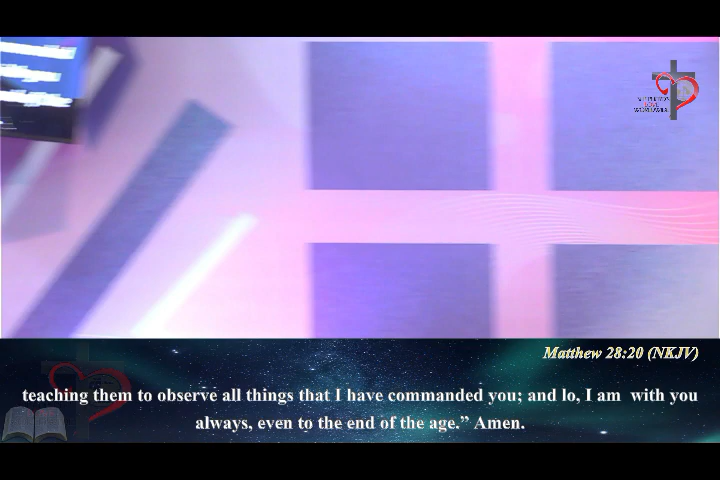 Matthew 28:20 (NKJV)
teaching them to observe all things that I have commanded you; and lo, I am  with you
always, even to the end of the age.” Amen.